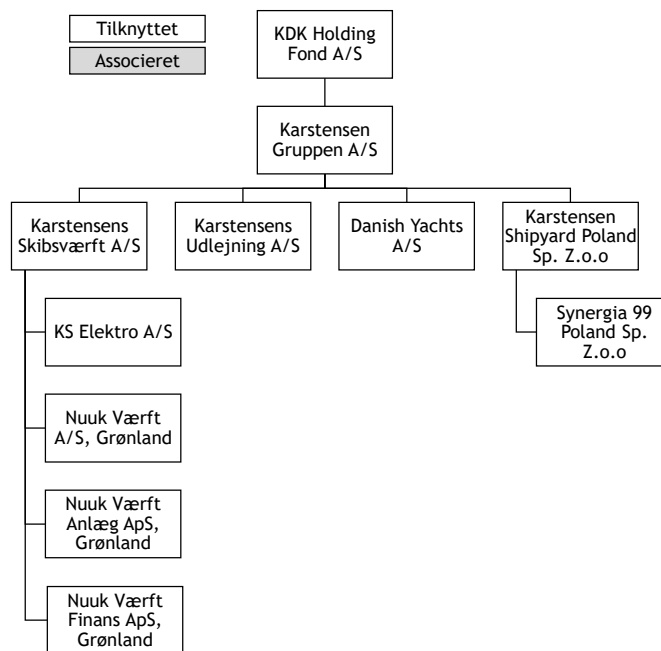 Tilknyttet
Associeret
KDK Holding
Fond A/S
Karstensen
Gruppen A/S
Karstensens
Skibsværft A/S
Karstensens
Udlejning A/S
Danish Yachts
A/S
Karstensen
Shipyard Poland
Sp. Z.o.o
KS Elektro A/S
Synergia 99
Poland Sp.
Z.o.o
Nuuk Værft
A/S, Grønland
Nuuk Værft
Anlæg ApS,
Grønland
Nuuk Værft
Finans ApS,
Grønland